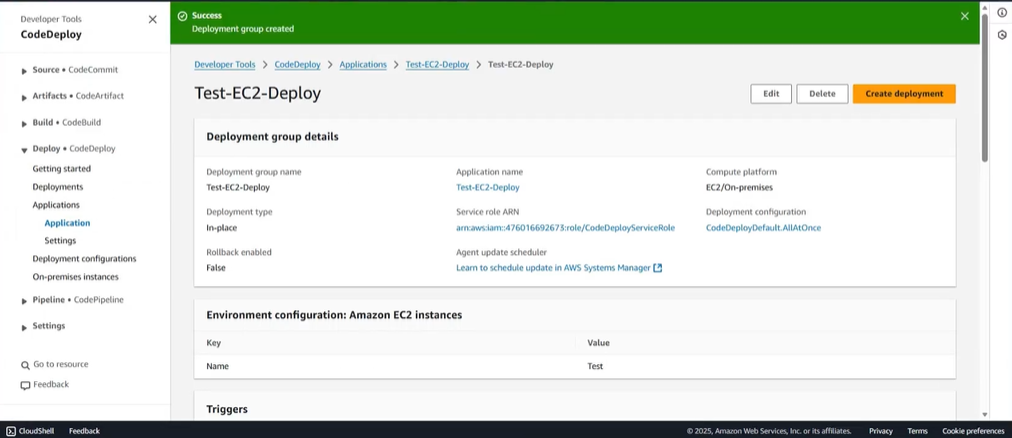 Developer Tools
CodeDeploy
Source • CodeCommit
Artifacts • CodeArtifact
Build • CodeBuild
Deploy • CodeDeploy
Getting started
Deployments
Applications
Application
Settings
Deployment configurations
On-premises instances
Pipeline • CodePipeline
Settings
Go to resource
Feedback
Success
Deployment group created
Developer Tools > CodeDeploy > Applications > Test-EC2-Deploy > Test-EC2-Deploy
Test-EC2-Deploy
Edit Delete Create deployment
Deployment group details
Deployment group name Application name Compute platform
Test-EC2-Deploy Test-EC2-Deploy EC2/On-premises
Deployment type Service role ARN Deployment configuration
In-place arn:aws:iam::476016692673:role/CodeDeployServiceRole CodeDeployDefault.AllAtOnce
Rollback enabled Agent update scheduler
False Learn to schedule update in AWS Systems Manager
Environment configuration: Amazon EC2 instances
Key Value
Name Test
Triggers
CloudShell Feedback © 2025, Amazon Web Services, Inc. or its affiliates. Privacy Terms Cookie preferences